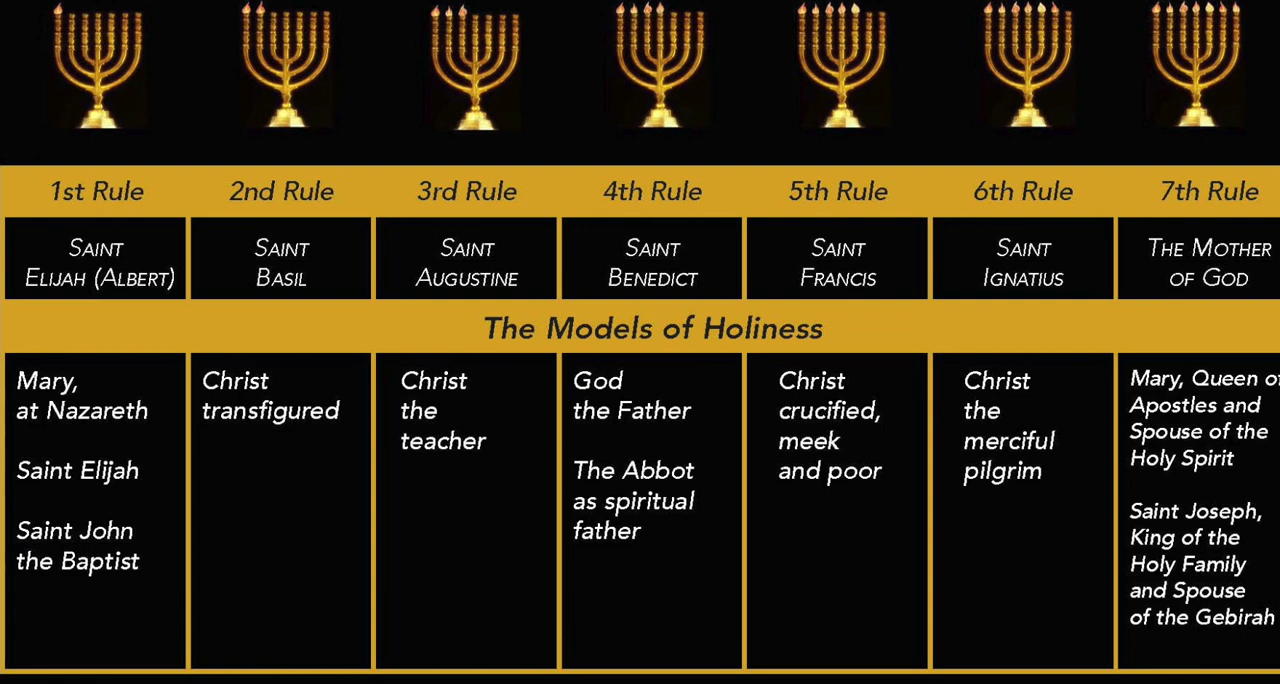 1st Rule
2nd Rule
3rd Rule
4th Rule
5th Rule
6th Rule
7th Rule
Saint
Elijah (Albert)
Saint
Basil
Saint
Augustine
Saint
Benedict
Saint
Francis
Saint
Ignatius
The Mother
of God
The Models of Holiness
Mary,
at Nazareth
Saint Elijah
Saint John
the Baptist
Christ
transfigured
Christ
the
teacher
God
the Father
The Abbot
as spiritual
father
Christ
crucified,
meek
and poor
Christ
the
merciful
pilgrim
Mary, Queen of
Apostles and
Spouse of the
Holy Spirit
Saint Joseph,
King of the
Holy Family
and Spouse
of the Gebirah